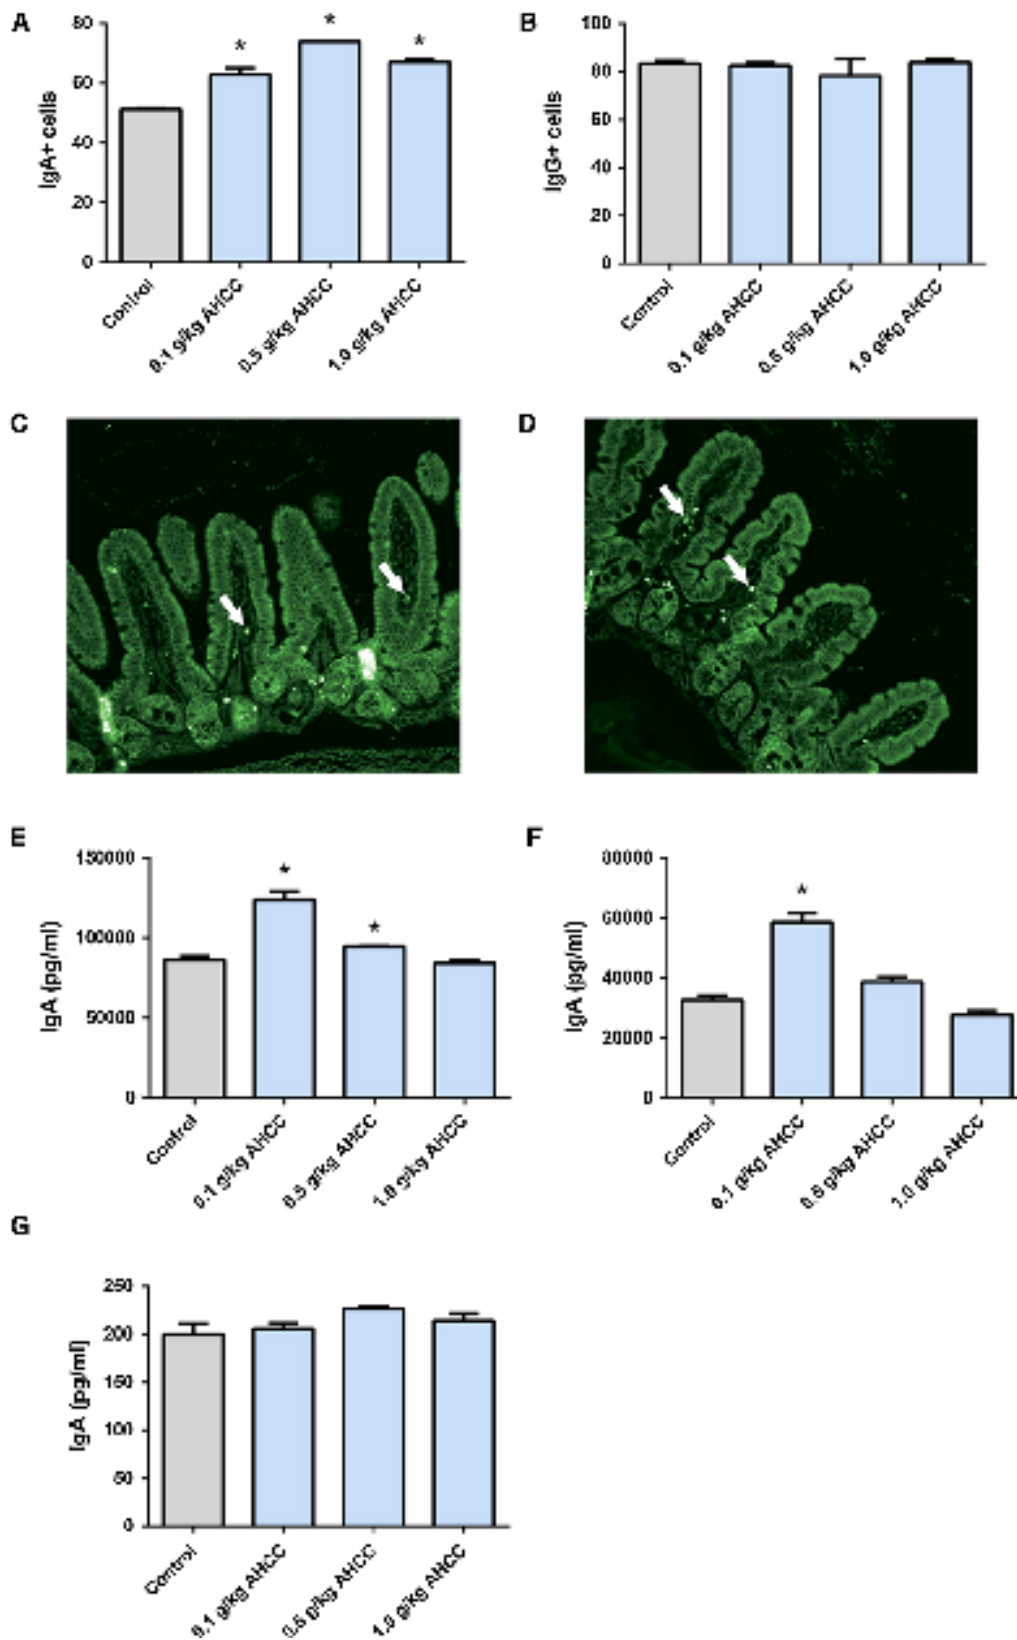 A
80
60
40
20
0
IgA+ cells
*
*
*
Control
0.1 g/kg AHCC
0.5 g/kg AHCC
1.0 g/kg AHCC
B
100
80
60
40
20
0
IgG+ cells
Control
0.1 g/kg AHCC
0.5 g/kg AHCC
1.0 g/kg AHCC
C
D
E
150000
100000
50000
0
IgA (pg/ml)
*
*
Control
0.1 g/kg AHCC
0.5 g/kg AHCC
1.0 g/kg AHCC
F
80000
60000
40000
20000
0
IgA (pg/ml)
*
Control
0.1 g/kg AHCC
0.5 g/kg AHCC
1.0 g/kg AHCC
G
250
200
150
100
50
0
IgA (pg/ml)
Control
0.1 g/kg AHCC
0.5 g/kg AHCC
1.0 g/kg AHCC